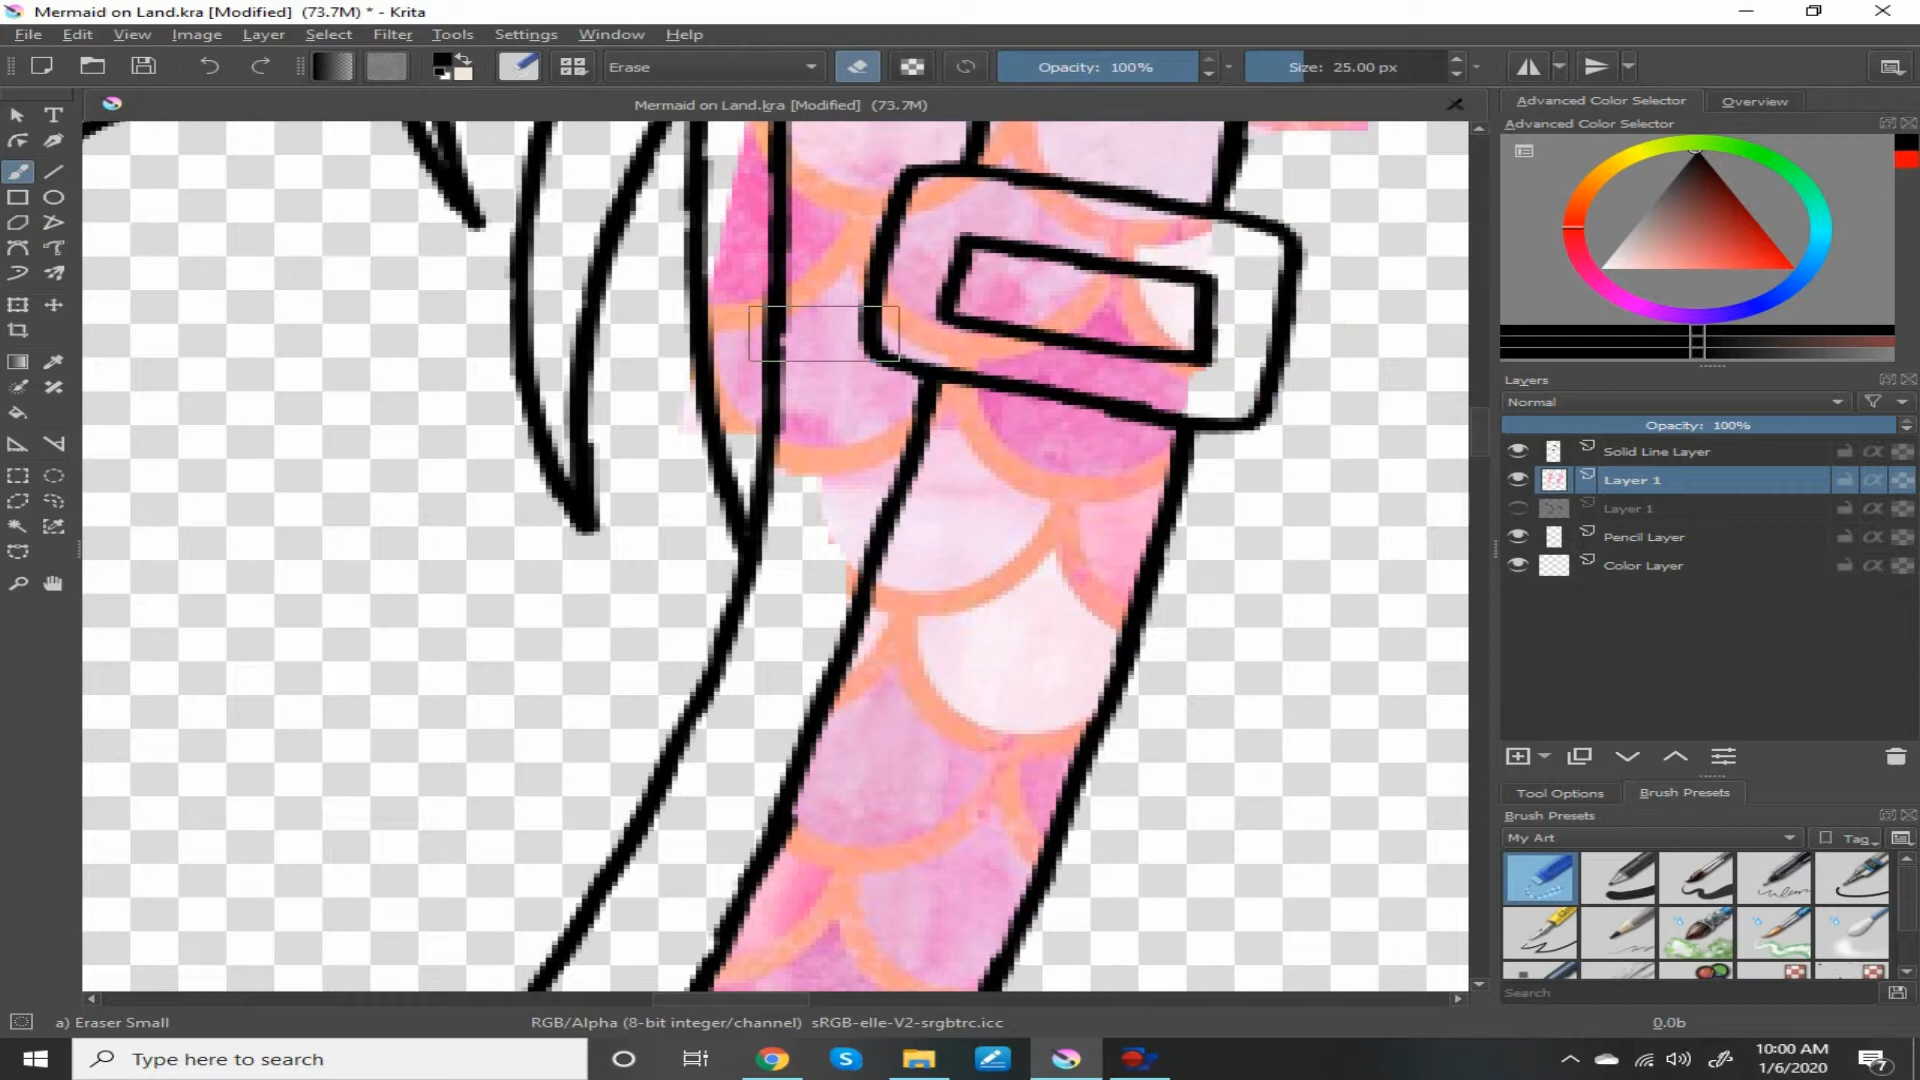 Mermaid on Land.kra [Modified] (73.7M) * - Krita
File Edit View Image Layer Select Filter Tools Settings Window Help
Erase Opacity: 100% Size: 25.00 px
Mermaid on Land.kra [Modified] (73.7M)
Advanced Color Selector Overview
Advanced Color Selector
Layers
Normal
Opacity: 100%
Solid Line Layer
Layer 1
Layer 1
Pencil Layer
Color Layer
Tool Options Brush Presets
Brush Presets
My Art Tag
Search
a) Eraser Small RGB/Alpha (8-bit integer/channel) sRGB-elle-V2-srgbtrc.icc 0.0b
Type here to search
10:00 AM
1/6/2020
7